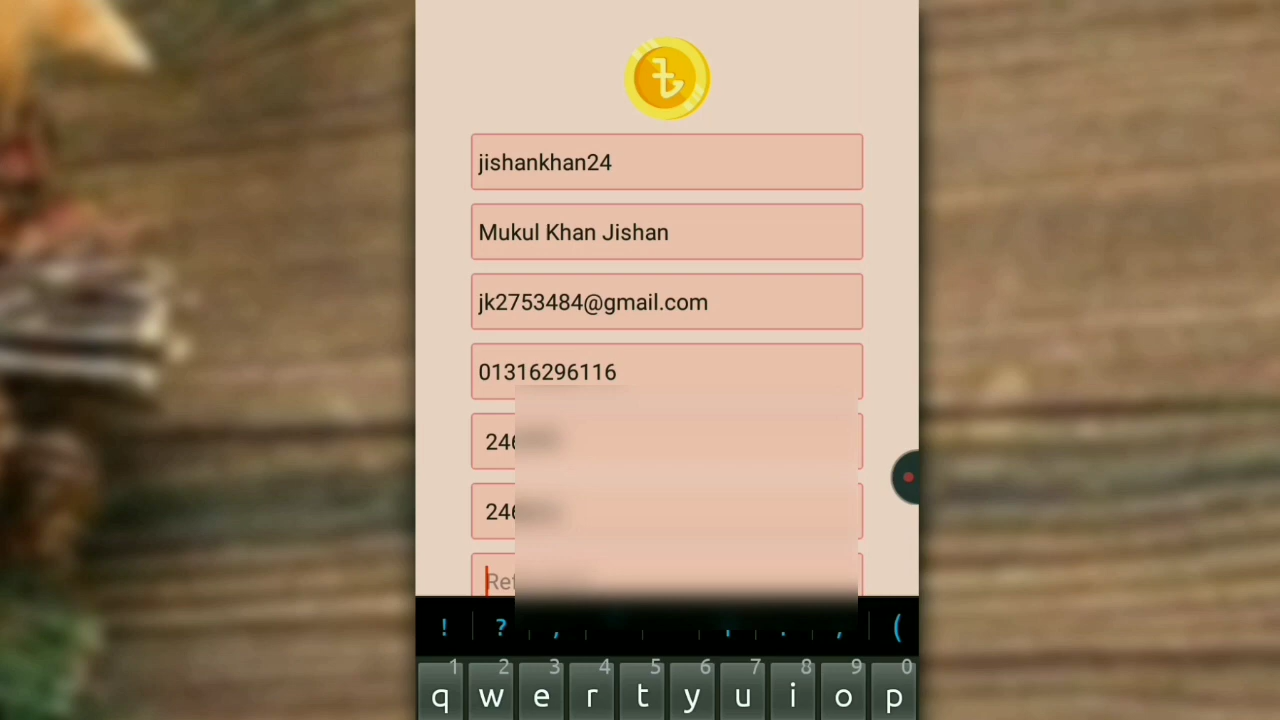 jishankhan24
Mukul Khan Jishan
jk2753484@gmail.com
01316296116
246
246
Ref
! ? , . , (
1 2 3 4 5 6 7 8 9 0
q w e r t y u i o p